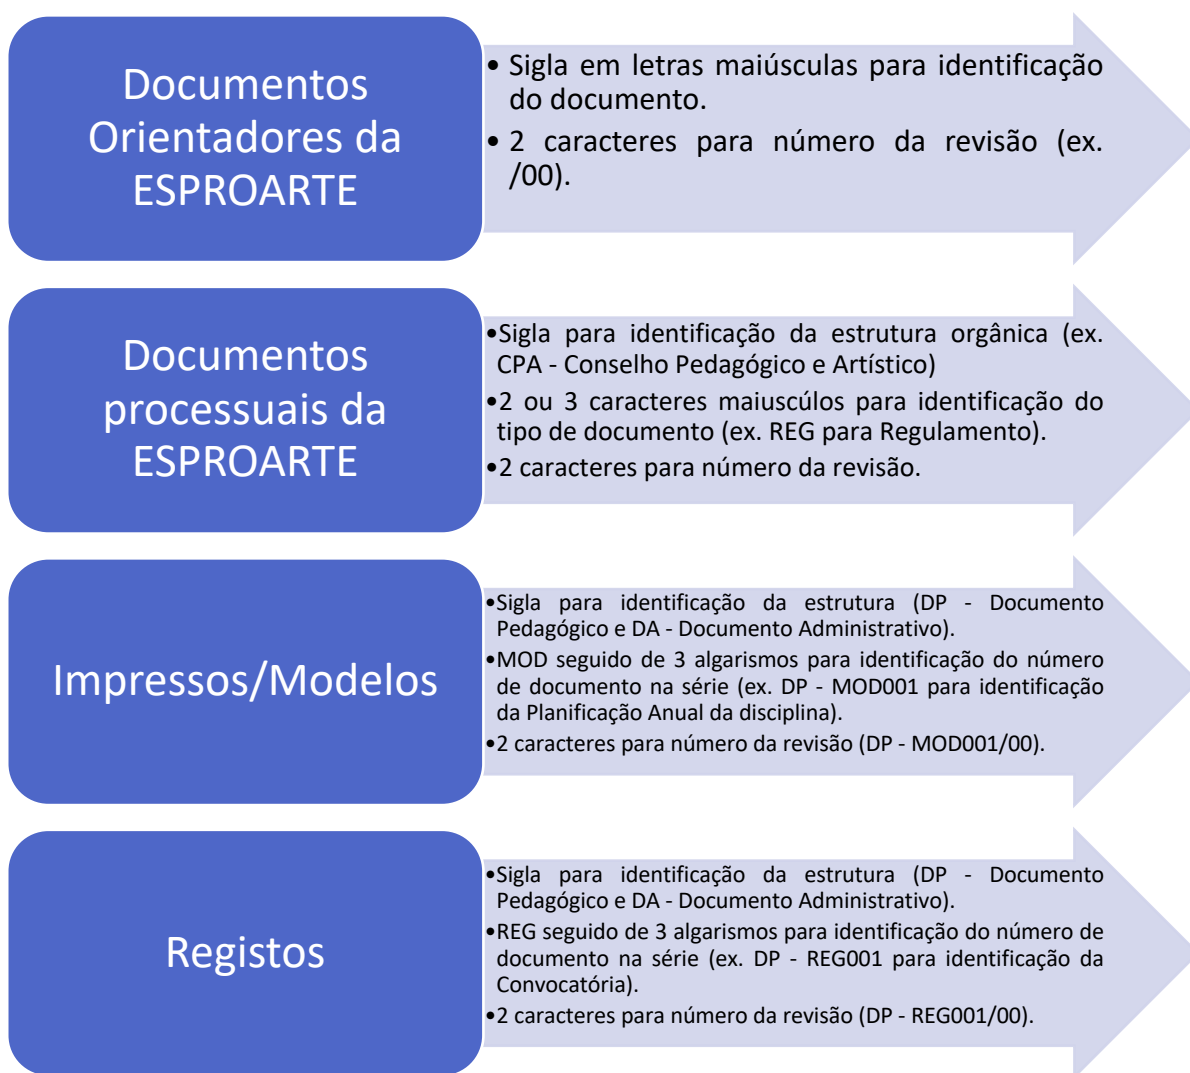 Documentos
Orientadores da
ESPROARTE
• Sigla em letras maiúsculas para identificação
do documento.
• 2 caracteres para número da revisão (ex.
/00).
Documentos
processuais da
ESPROARTE
•Sigla para identificação da estrutura orgânica (ex.
CPA - Conselho Pedagógico e Artístico)
•2 ou 3 caracteres maiuscúlos para identificação do
tipo de documento (ex. REG para Regulamento).
•2 caracteres para número da revisão.
Impressos/Modelos
•Sigla para identificação da estrutura (DP - Documento
Pedagógico e DA - Documento Administrativo).
•MOD seguido de 3 algarismos para identificação do número
de documento na série (ex. DP - MOD001 para identificação
da Planificação Anual da disciplina).
•2 caracteres para número da revisão (DP - MOD001/00).
Registos
•Sigla para identificação da estrutura (DP - Documento
Pedagógico e DA - Documento Administrativo).
•REG seguido de 3 algarismos para identificação do número de
documento na série (ex. DP - REG001 para identificação da
Convocatória).
•2 caracteres para número da revisão (DP - REG001/00).